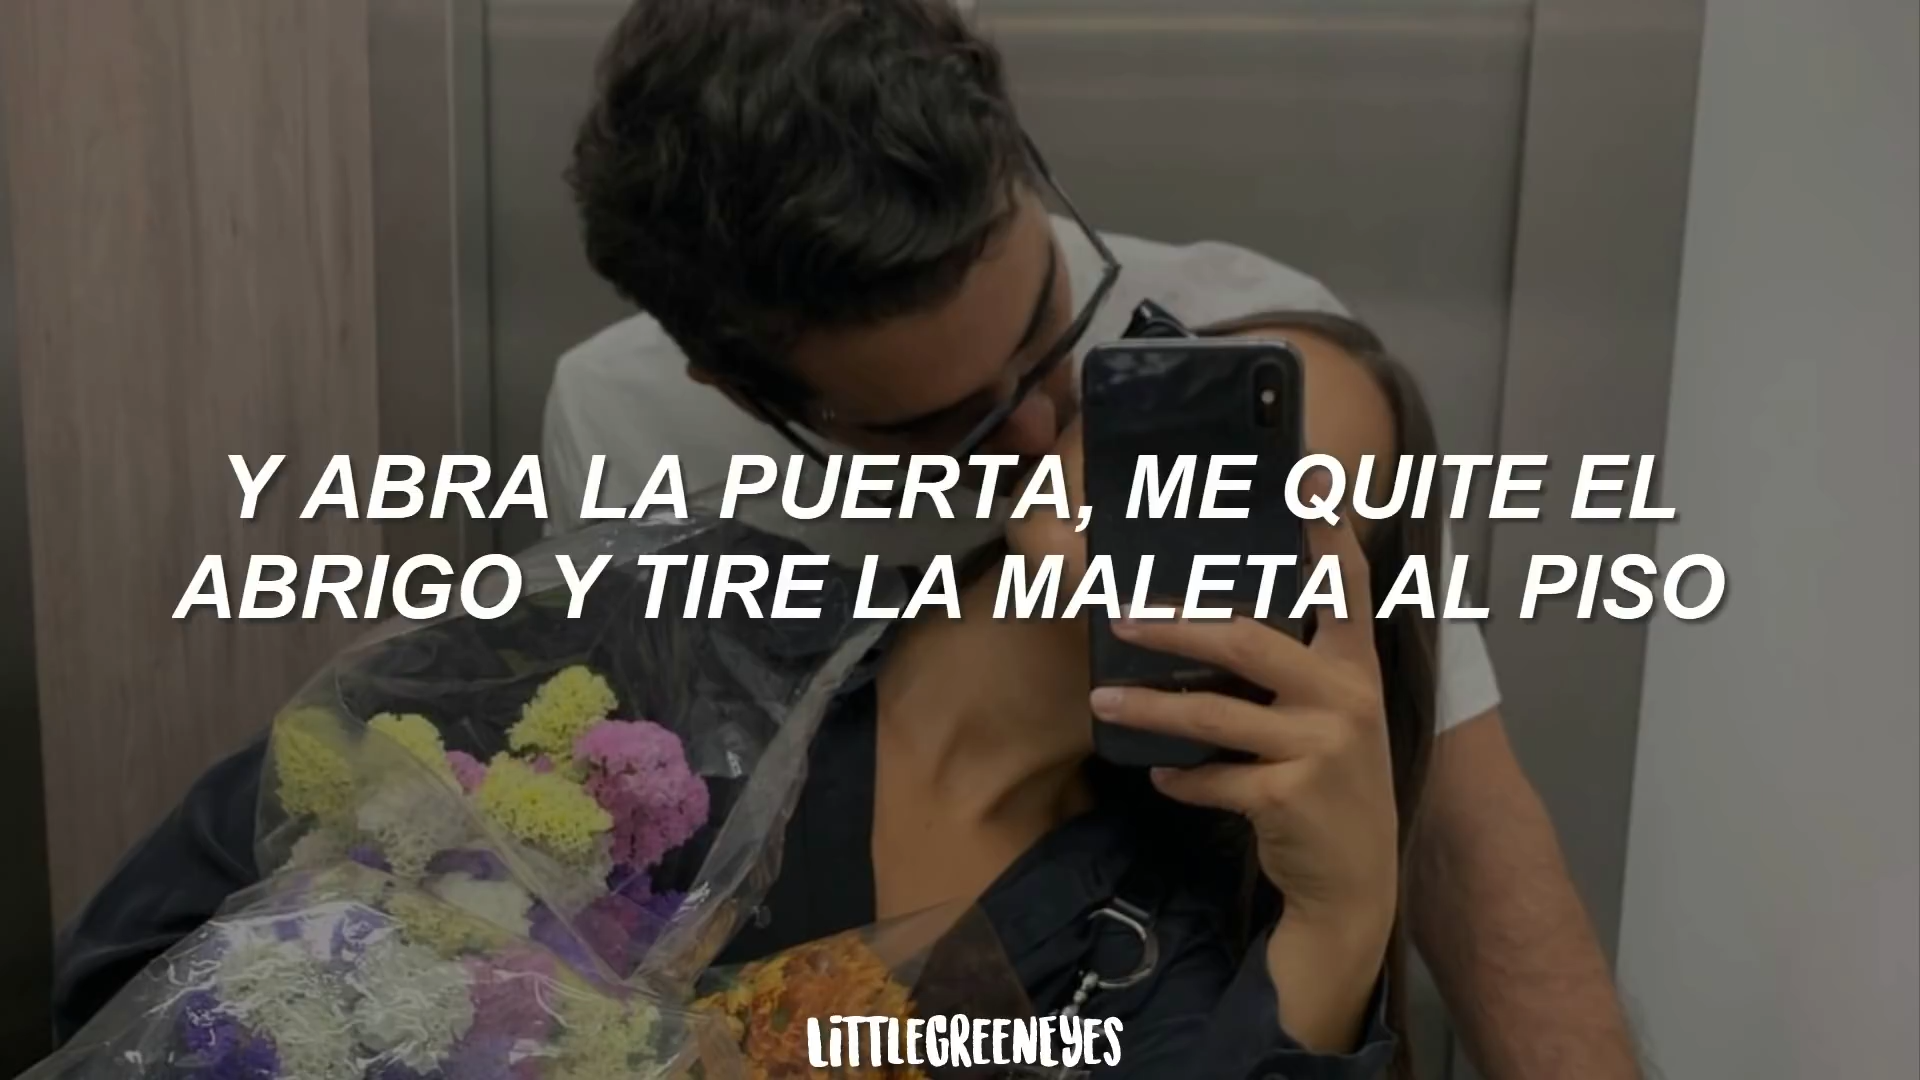 Y ABRA LA PUERTA, ME QUITE EL
ABRIGO Y TIRE LA MALETA AL PISO
LiTTLEGREENEYES